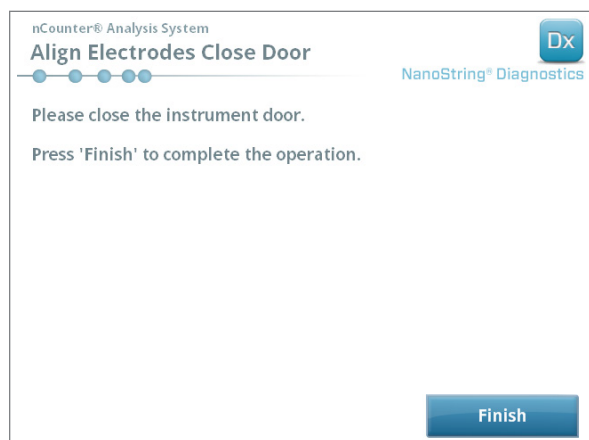 nCounter® Analysis System
Align Electrodes Close Door
Dx
NanoString® Diagnostics
Please close the instrument door.
Press 'Finish' to complete the operation.
Finish